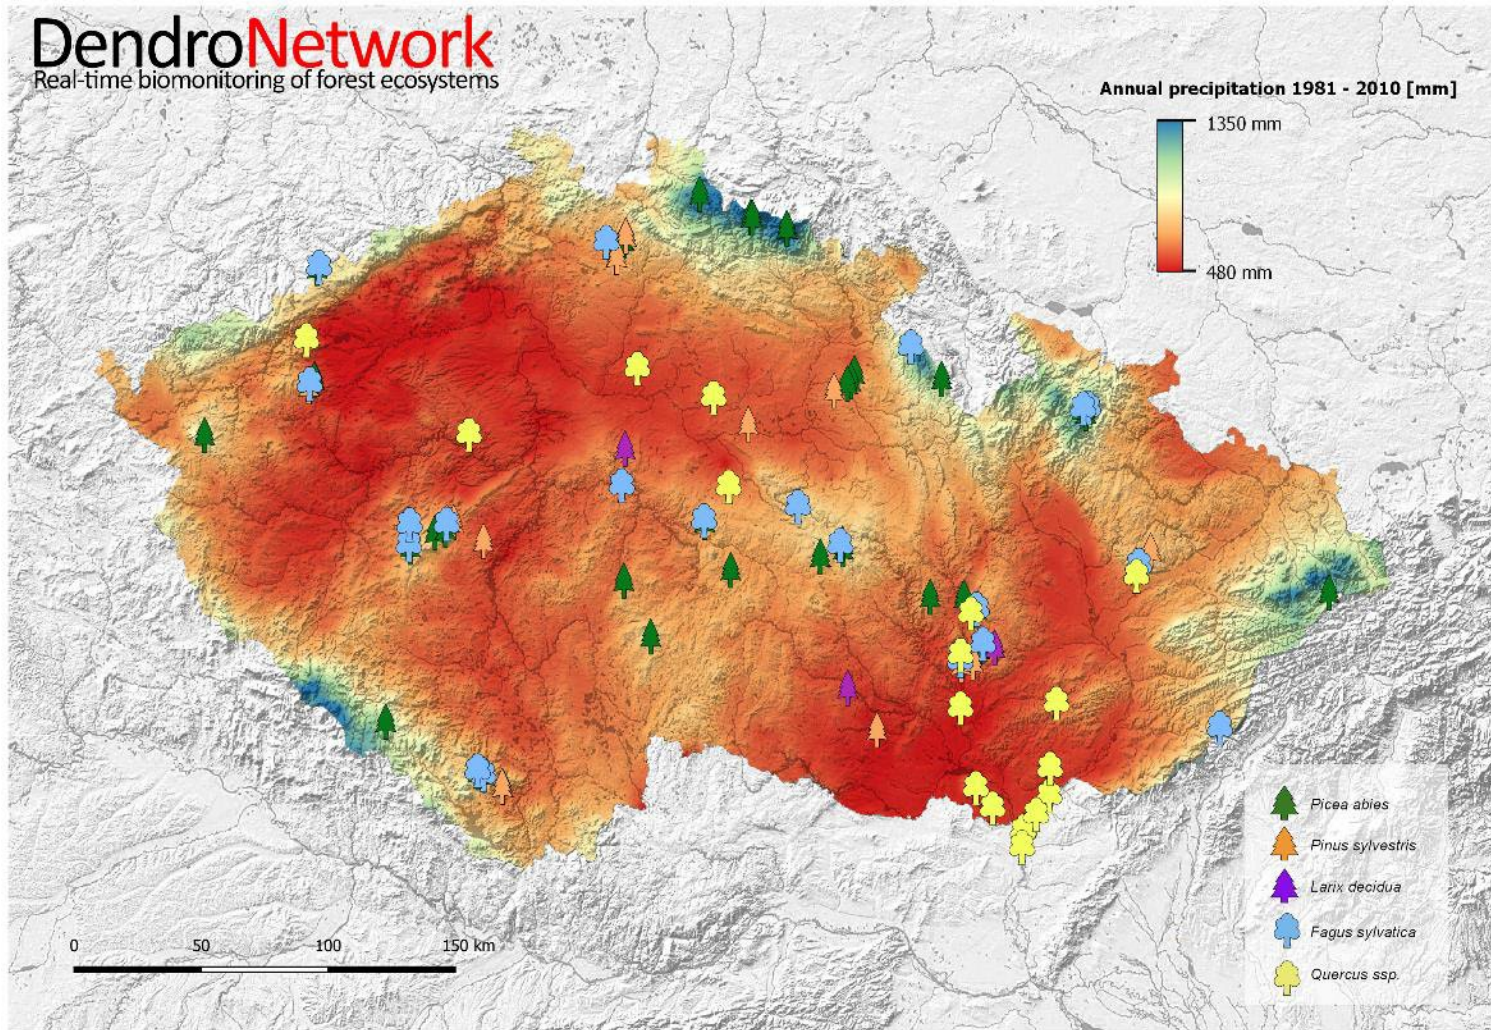 DendroNetwork
Real-time biomonitoring of forest ecosystems
Annual precipitation 1981 - 2010 [mm]
1350 mm
480 mm
Picea abies
Pinus sylvestris
Larix decidua
Fagus sylvatica
Quercus ssp.
0 50 100 150 km